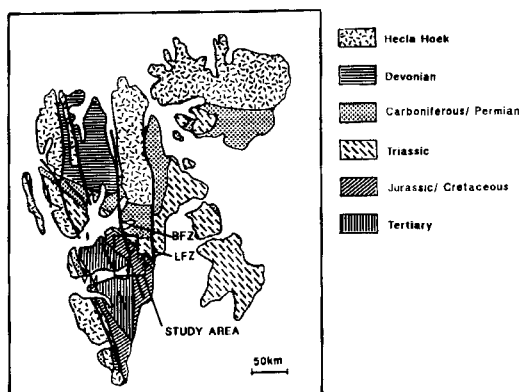 Hecla Hoek
Devonian
Carboniferous/ Permian
Triassic
Jurassic/ Cretaceous
Tertiary
BFZ
LFZ
STUDY AREA
50km